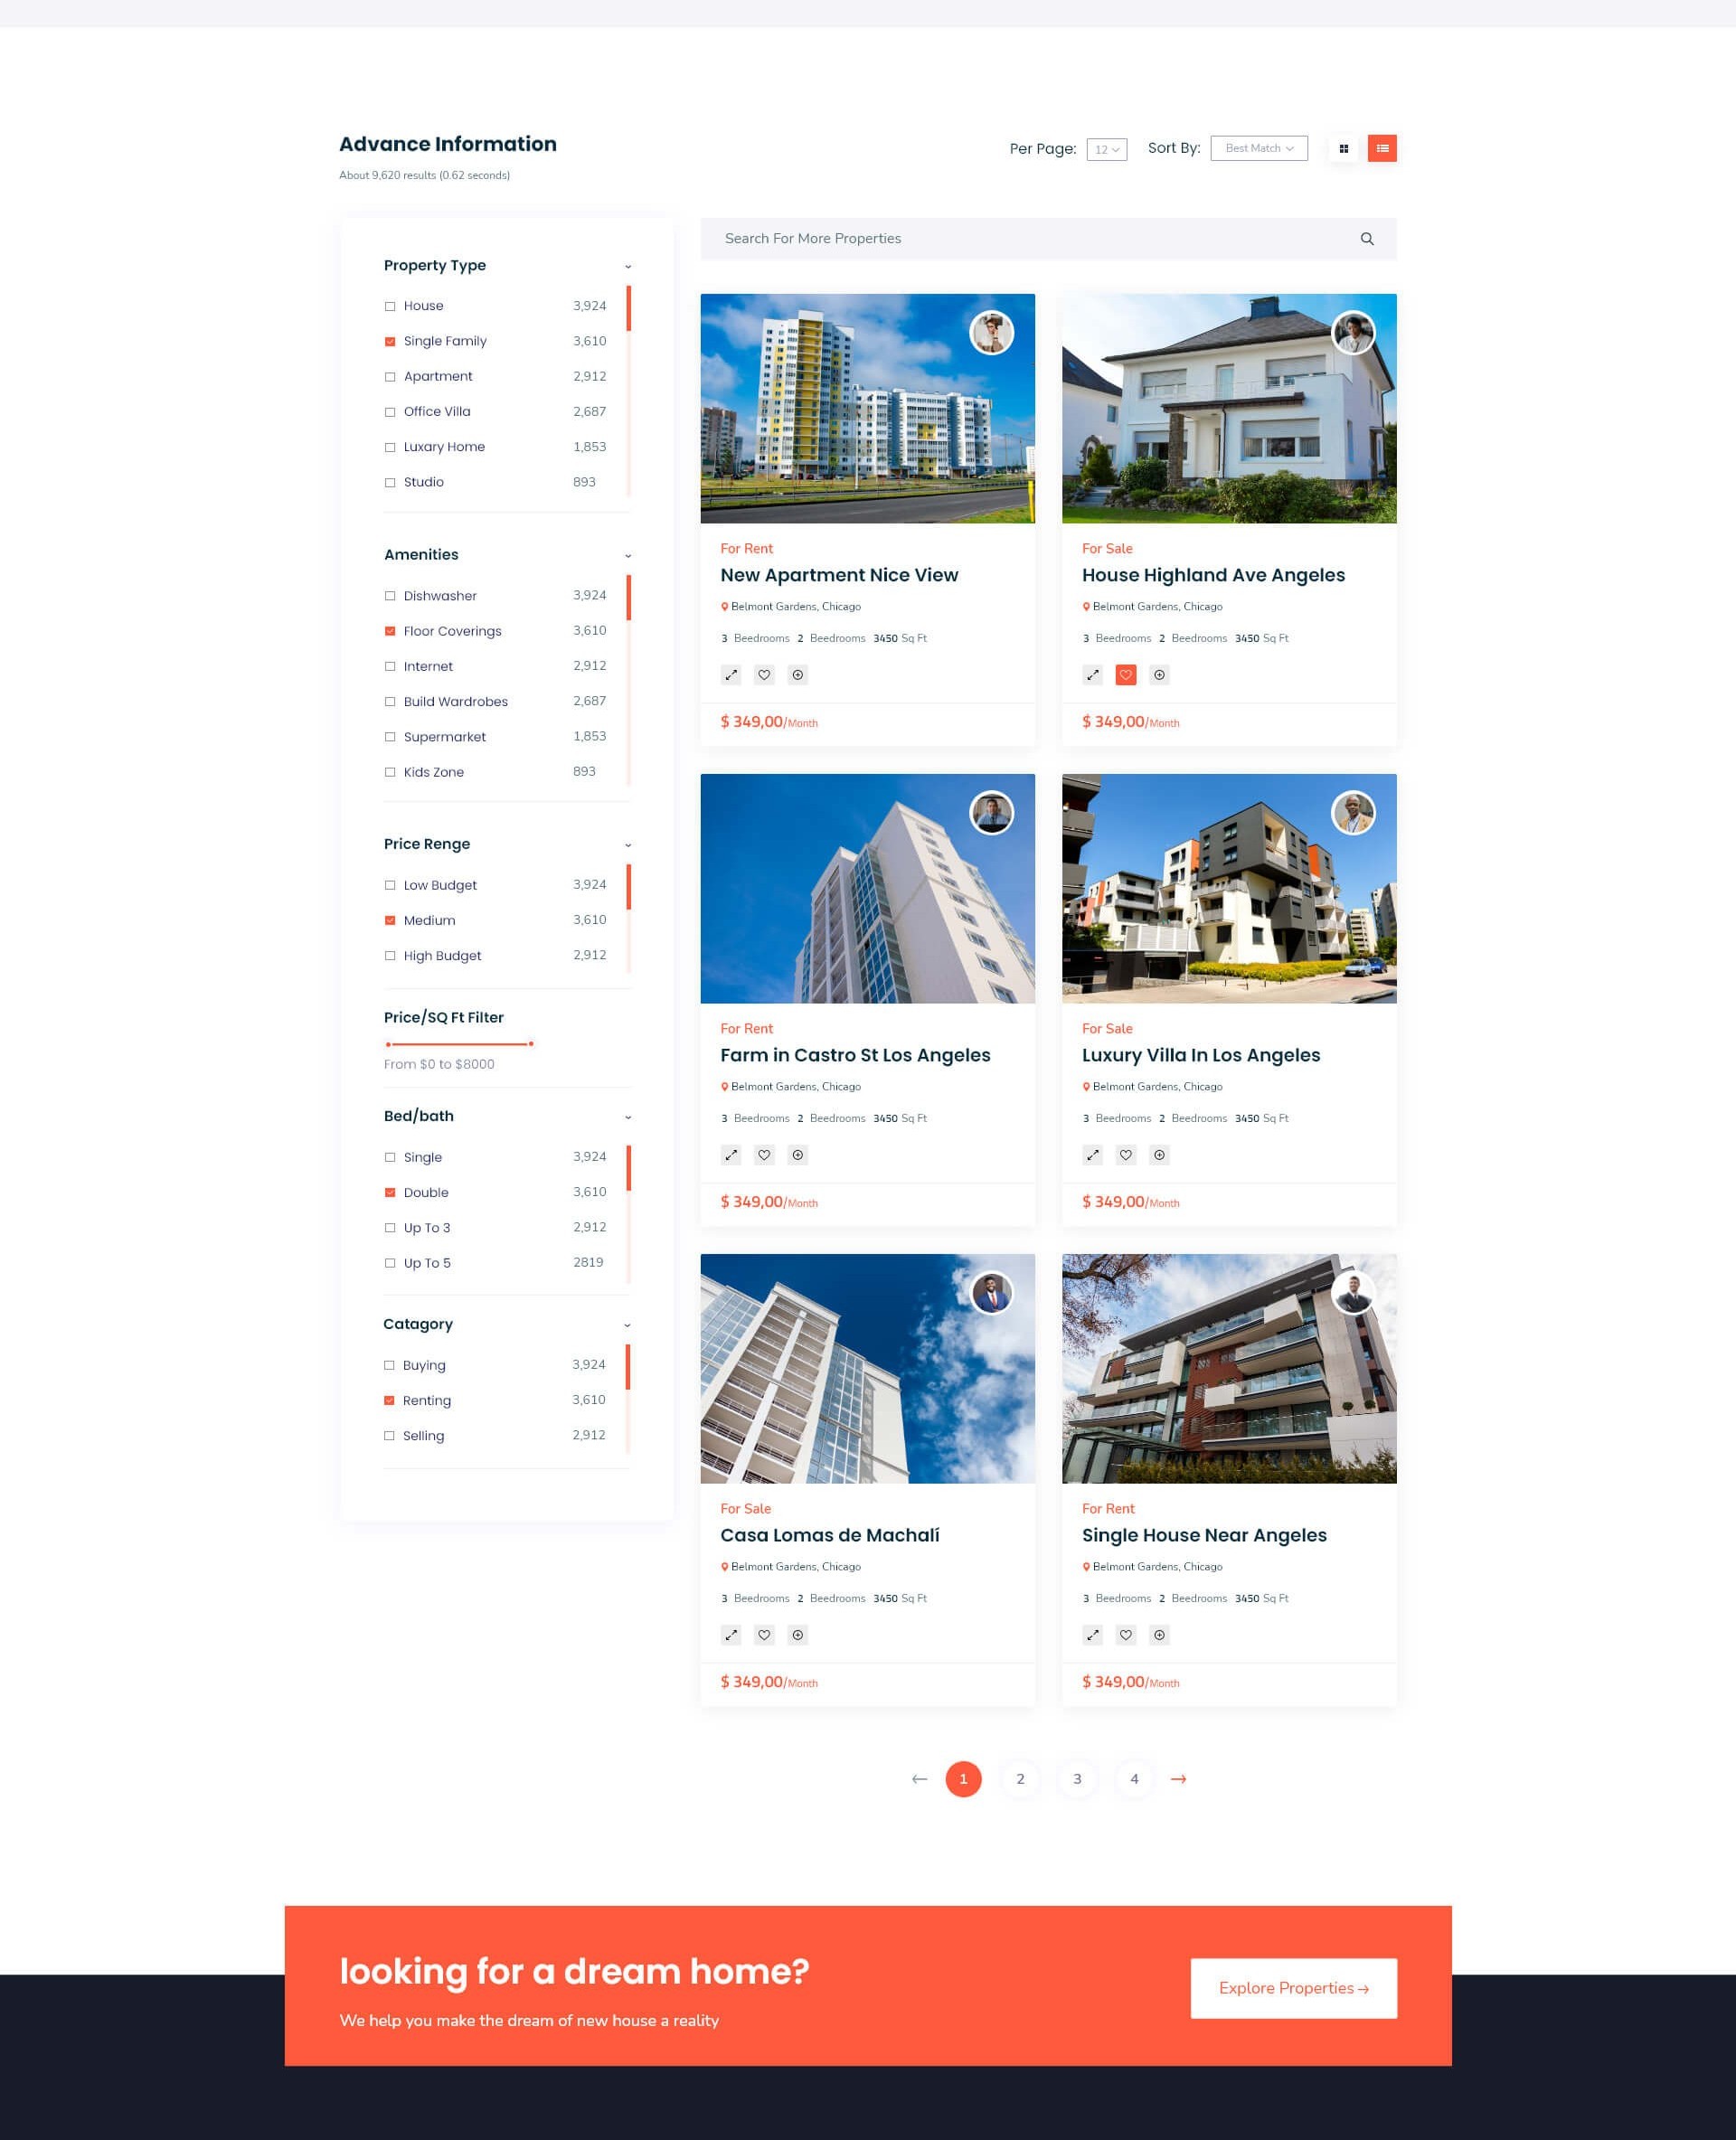 Advance Information
About 9,620 results (0.62 seconds)
Per Page: 12 Sort By: Best Match
Property Type
House 3,924
Single Family 3,610
Apartment 2,912
Office Villa 2,687
Luxary Home 1,853
Studio 893
Amenities
Dishwasher 3,924
Floor Coverings 3,610
Internet 2,912
Build Wardrobes 2,687
Supermarket 1,853
Kids Zone 893
Price Renge
Low Budget 3,924
Medium 3,610
High Budget 2,912
Price/SQ Ft Filter
From $0 to $8000
Bed/bath
Single 3,924
Double 3,610
Up To 3 2,912
Up To 5 2819
Catagory
Buying 3,924
Renting 3,610
Selling 2,912
Search For More Properties
For Rent
New Apartment Nice View
Belmont Gardens, Chicago
3 Beedrooms 2 Beedrooms 3450 Sq Ft
$ 349,00/Month
For Sale
House Highland Ave Angeles
Belmont Gardens, Chicago
3 Beedrooms 2 Beedrooms 3450 Sq Ft
$ 349,00/Month
For Rent
Farm in Castro St Los Angeles
Belmont Gardens, Chicago
3 Beedrooms 2 Beedrooms 3450 Sq Ft
$ 349,00/Month
For Sale
Luxury Villa In Los Angeles
Belmont Gardens, Chicago
3 Beedrooms 2 Beedrooms 3450 Sq Ft
$ 349,00/Month
For Sale
Casa Lomas de Machalí
Belmont Gardens, Chicago
3 Beedrooms 2 Beedrooms 3450 Sq Ft
$ 349,00/Month
For Rent
Single House Near Angeles
Belmont Gardens, Chicago
3 Beedrooms 2 Beedrooms 3450 Sq Ft
$ 349,00/Month
← 1 2 3 4 →
looking for a dream home?
We help you make the dream of new house a reality
Explore Properties →